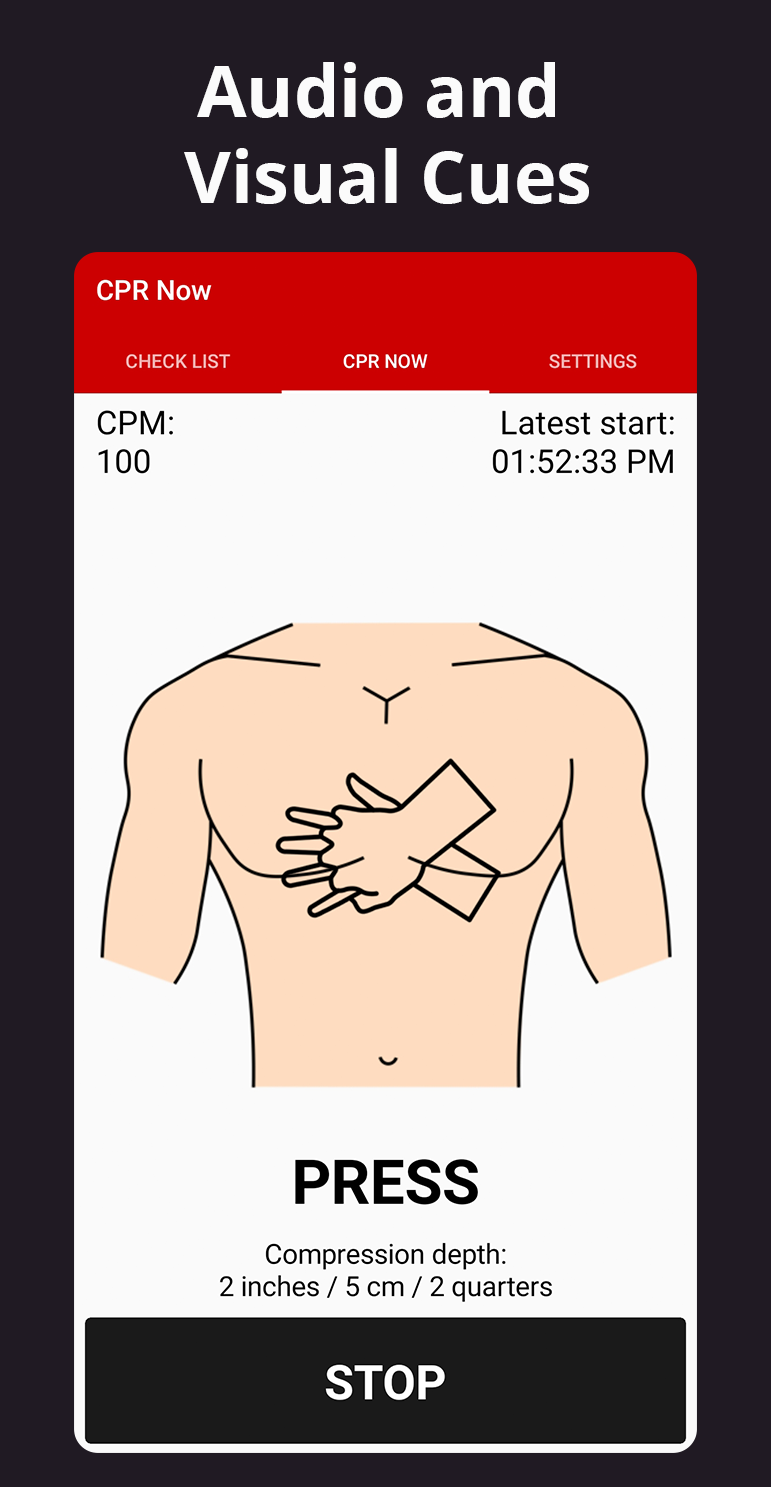 Audio and
Visual Cues
CPR Now
CHECK LIST CPR NOW SETTINGS
CPM: Latest start:
100 01:52:33 PM
PRESS
Compression depth:
2 inches / 5 cm / 2 quarters
STOP